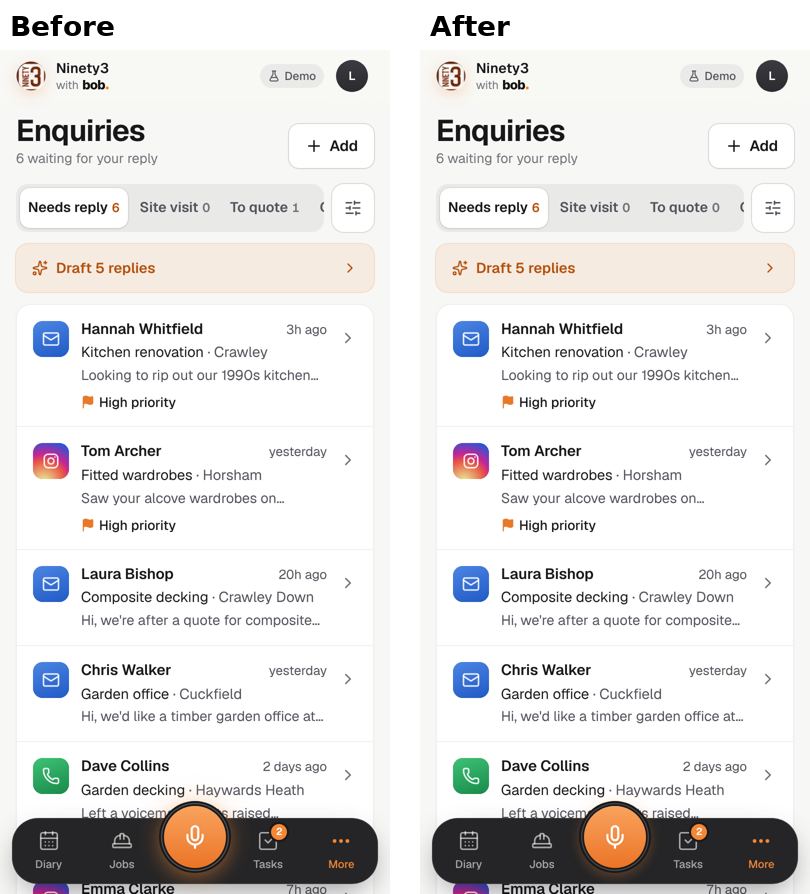 Before
Ninety3
with bob.
Demo
L
Enquiries
6 waiting for your reply
+ Add
Needs reply 6
Site visit 0
To quote 1
Draft 5 replies
Hannah Whitfield
3h ago
Kitchen renovation · Crawley
Looking to rip out our 1990s kitchen…
High priority
Tom Archer
yesterday
Fitted wardrobes · Horsham
Saw your alcove wardrobes on…
High priority
Laura Bishop
20h ago
Composite decking · Crawley Down
Hi, we're after a quote for composite…
Chris Walker
yesterday
Garden office · Cuckfield
Hi, we'd like a timber garden office at…
Dave Collins
2 days ago
Garden decking · Haywards Heath
Left a raised…
Diary
Jobs
2
Tasks
More
Emma Clarke
7h ago
After
Ninety3
with bob.
Demo
L
Enquiries
6 waiting for your reply
+ Add
Needs reply 6
Site visit 0
To quote 0
Draft 5 replies
Hannah Whitfield
3h ago
Kitchen renovation · Crawley
Looking to rip out our 1990s kitchen…
High priority
Tom Archer
yesterday
Fitted wardrobes · Horsham
Saw your alcove wardrobes on…
High priority
Laura Bishop
20h ago
Composite decking · Crawley Down
Hi, we're after a quote for composite…
Chris Walker
yesterday
Garden office · Cuckfield
Hi, we'd like a timber garden office at…
Dave Collins
2 days ago
Garden decking · Haywards Heath
Left a raised…
Diary
Jobs
2
Tasks
More
Emma Clarke
7h ago